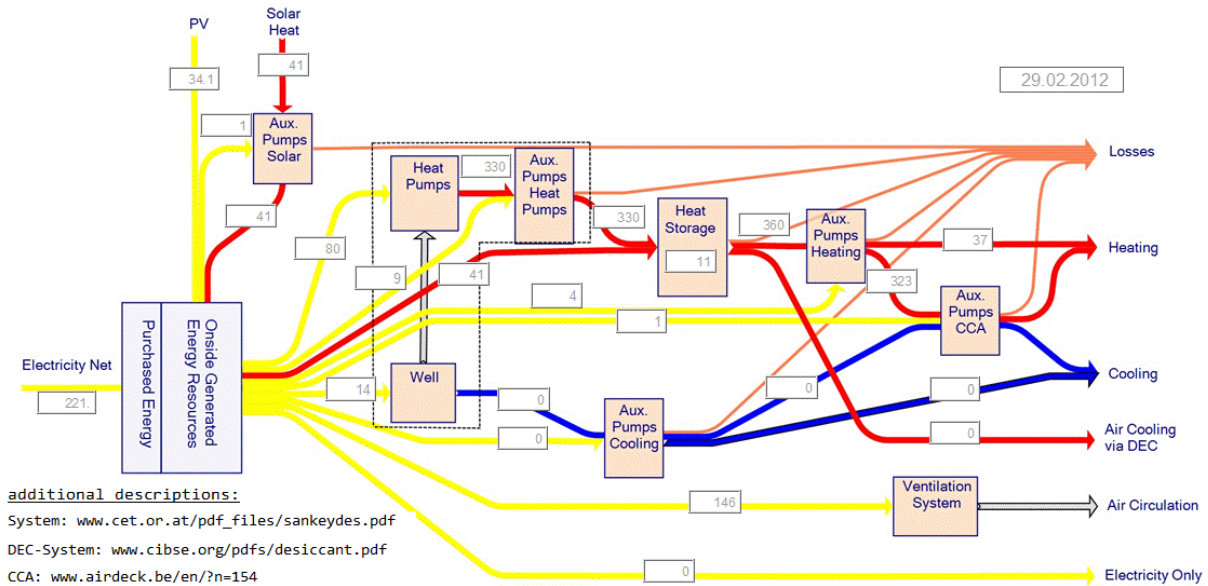 PV
Solar
Heat
34.1
41
29.02.2012
1
Aux.
Pumps
Solar
Losses
Heat
Pumps
330
Aux.
Pumps
Heat
Pumps
41
330
Heat
Storage
360
Aux.
Pumps
Heating
37
Heating
80
9
41
11
323
4
Aux.
Pumps
CCA
1
Purchased Energy
Onside Generated
Energy Resources
Electricity Net
221.
14
Well
0
0
0
Cooling
Aux.
Pumps
Cooling
0
0
Air Cooling
via DEC
additional descriptions:
System: www.cet.or.at/pdf_files/sankeydes.pdf
DEC-System: www.cibse.org/pdfs/desiccant.pdf
CCA: www.airdeck.be/en/?n=154
146
Ventilation
System
Air Circulation
0
Electricity Only